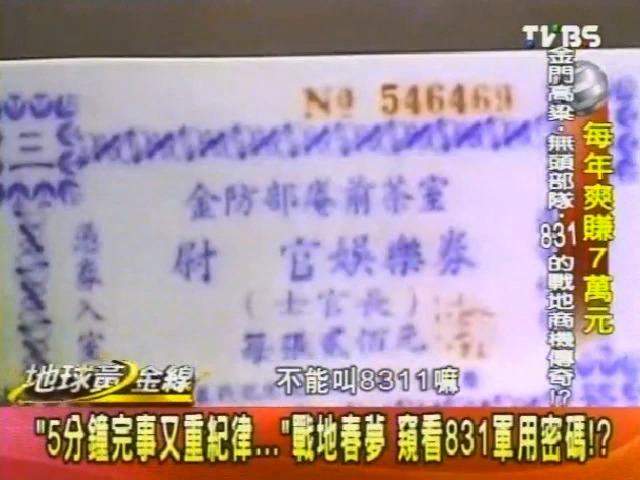 TVBS
No 546469
三
金防部庵前茶室
尉官娛樂券
(士官長)
每張貳佰元
憑券入室
金門高粱．無頭部隊．831的戰地商機傳奇!?
每年爽賺7萬元
地球黃金線
不能叫8311嘛
"5分鐘完事又重紀律..."戰地春夢 窺看831軍用密碼!?